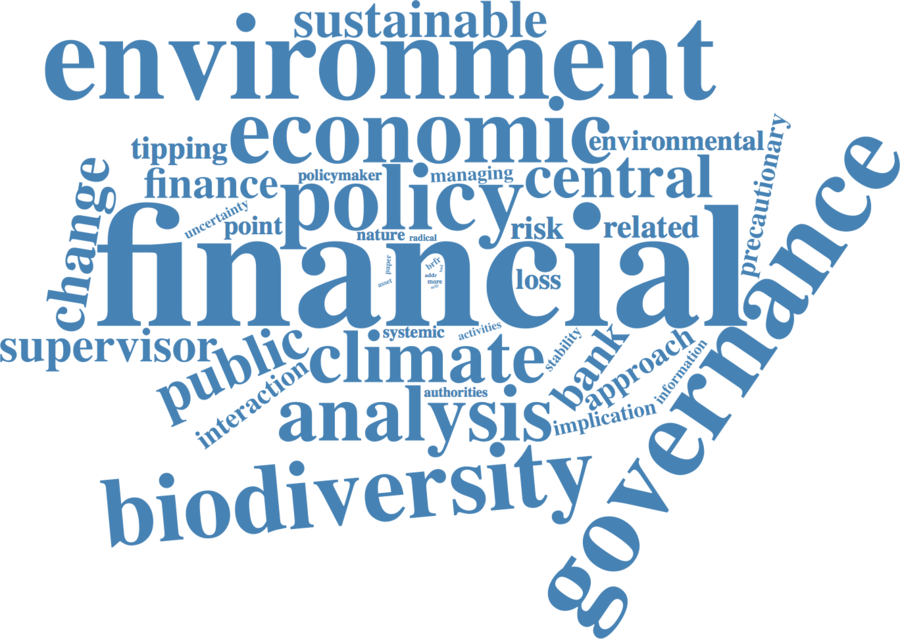 sustainable
environment
economic
environmental
tipping
precautionary
policymaker
managing
finance
policy
central
change
uncertainty
point
risk
related
nature
radical
governance
financial
paper
brfr
asset
addr
more
loss
supervisor
public
systemic
activities
climate
stability
bank
approach
information
interaction
authorities
analysis
implication
biodiversity